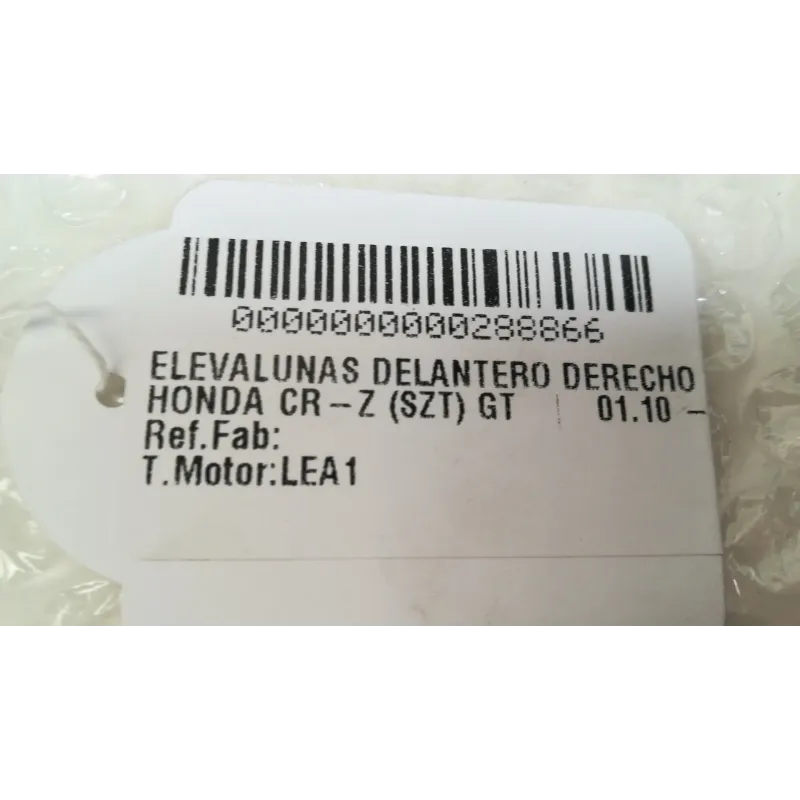 0000000000288866
ELEVALUNAS DELANTERO DERECHO
HONDA CR-Z (SZT) GT | 01.10 -
Ref.Fab:
T.Motor:LEA1